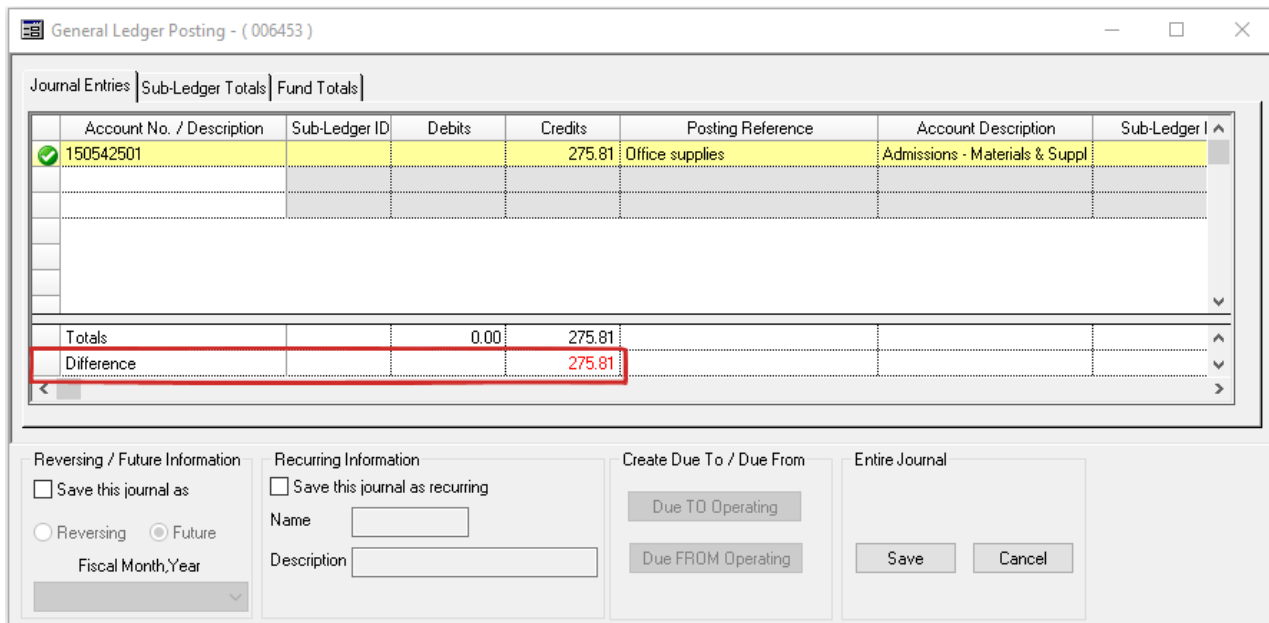 General Ledger Posting - ( 006453 )
Journal Entries Sub-Ledger Totals Fund Totals
Account No. / Description Sub-Ledger ID Debits Credits Posting Reference Account Description Sub-Ledger I
150542501 275.81 Office supplies Admissions - Materials & Suppl
Totals 0.00 275.81
Difference 275.81
Reversing / Future Information Recurring Information Create Due To / Due From Entire Journal
Save this journal as Save this journal as recurring
Due TO Operating
Name
Reversing Future
Description Due FROM Operating Save Cancel
Fiscal Month,Year